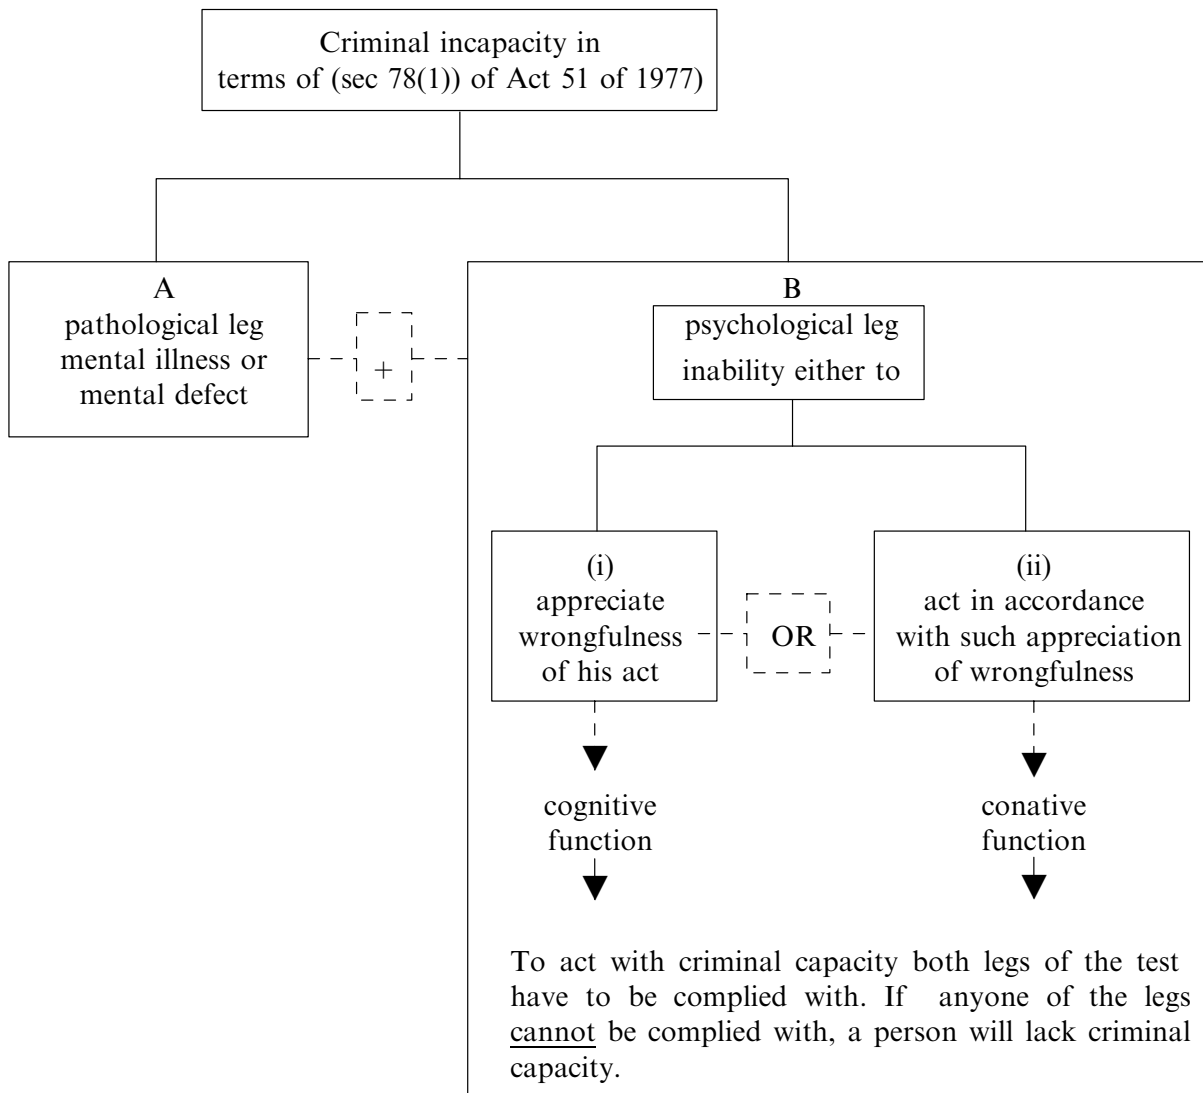 Criminal incapacity in
terms of (sec 78(1)) of Act 51 of 1977)
A
pathological leg
mental illness or
mental defect
+
B
psychological leg
inability either to
(i)
appreciate
wrongfulness
of his act
OR
(ii)
act in accordance
with such appreciation
of wrongfulness
cognitive
function
conative
function
To act with criminal capacity both legs of the test
have to be complied with. If anyone of the legs
cannot be complied with, a person will lack criminal
capacity.